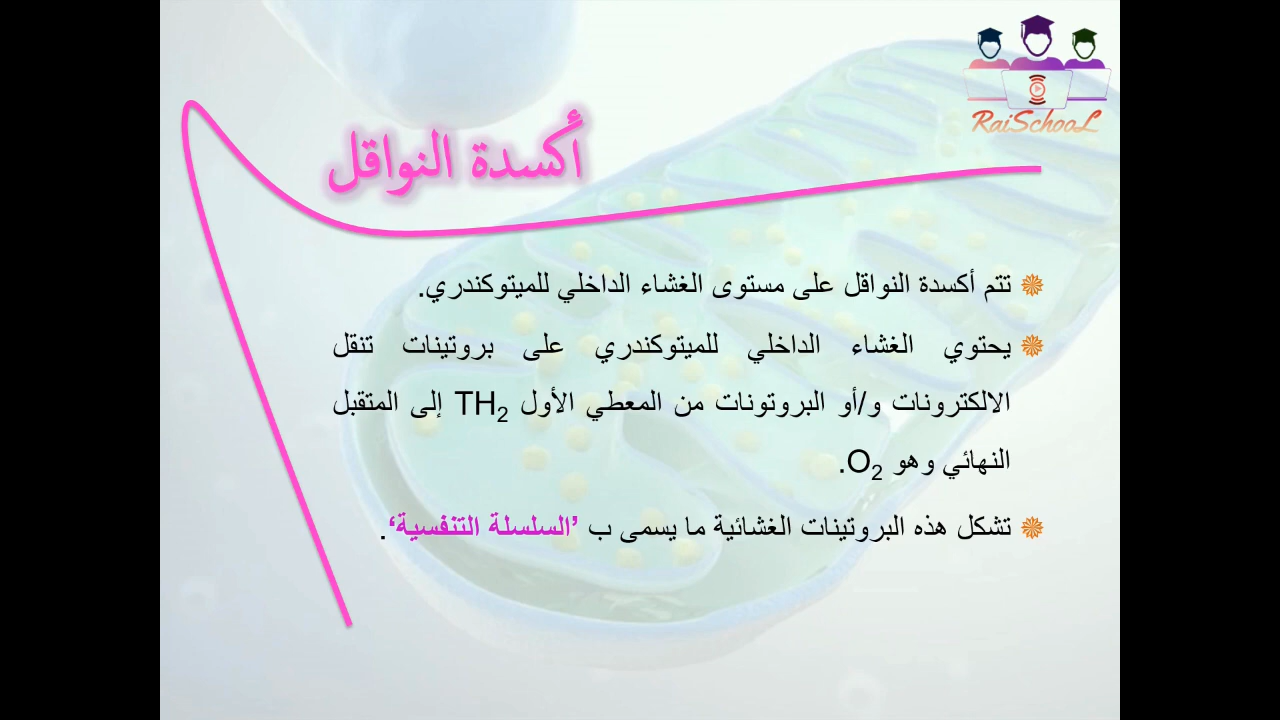 RaiSchooL
أكسدة النواقل
تتم أكسدة النواقل على مستوى الغشاء الداخلي للميتوكندري.
يحتوي الغشاء الداخلي للميتوكندري على بروتينات تنقل
الالكترونات و/أو البروتونات من المعطي الأول TH₂ إلى المتقبل
النهائي وهو O₂.
تشكل هذه البروتينات الغشائية ما يسمى ب ’السلسلة التنفسية‘.